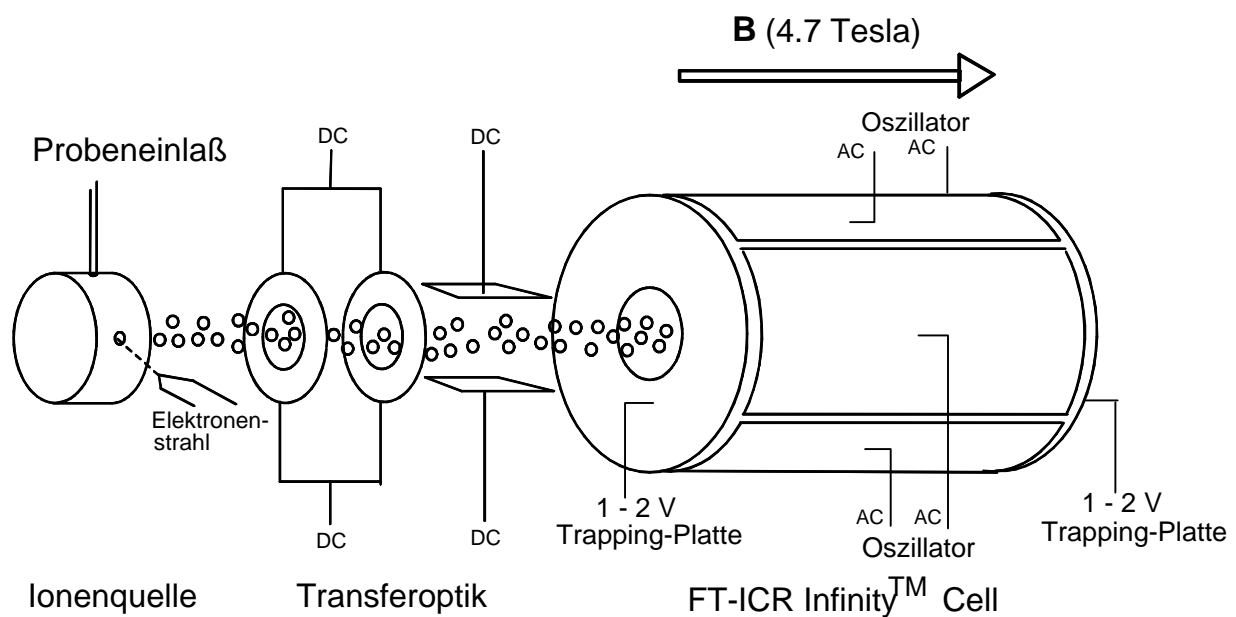 B (4.7 Tesla)
Oszillator
AC
AC
DC
DC
Probeneinlaß
Elektronen-
strahl
DC
DC
1 - 2 V
Trapping-Platte
AC
AC
Oszillator
1 - 2 V
Trapping-Platte
Ionenquelle
Transferoptik
FT-ICR Infinity™ Cell